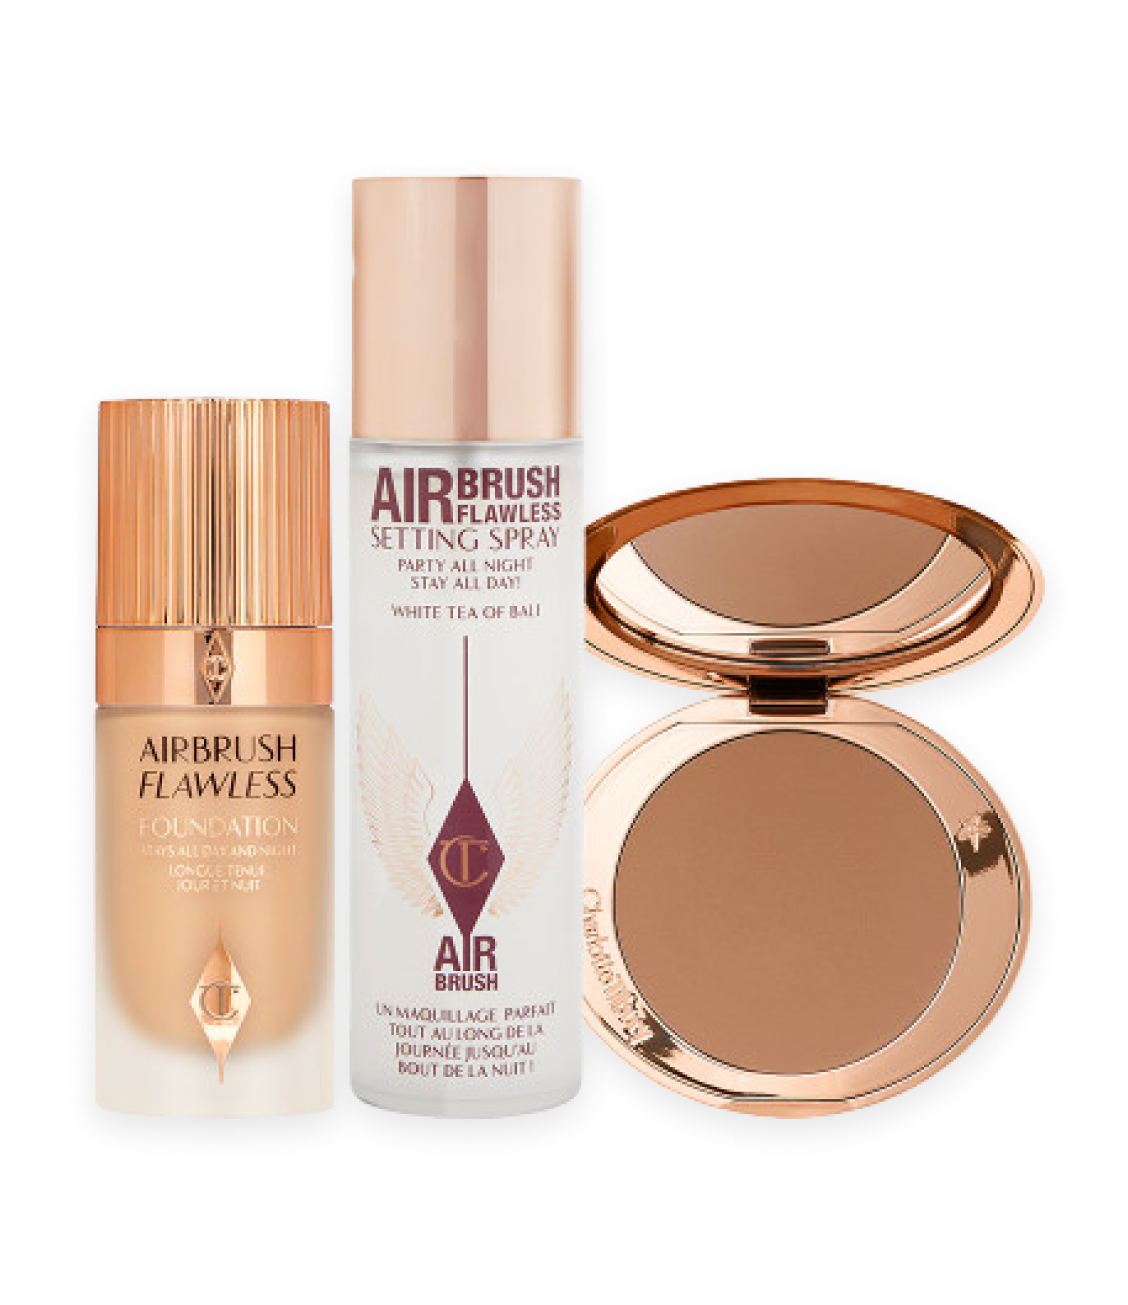 AIRBRUSH
FLAWLESS
FOUNDATION
STAYS ALL DAY AND NIGHT
LONGUE TENUE
JOUR ET NUIT
CT
AIRBRUSH
FLAWLESS
SETTING SPRAY
PARTY ALL NIGHT
STAY ALL DAY!
WHITE TEA OF BALI
CT
AIR
BRUSH
UN MAQUILLAGE PARFAIT
TOUT AU LONG DE LA
JOURNÉE JUSQU'AU
BOUT DE LA NUIT !
Charlotte Tilbury